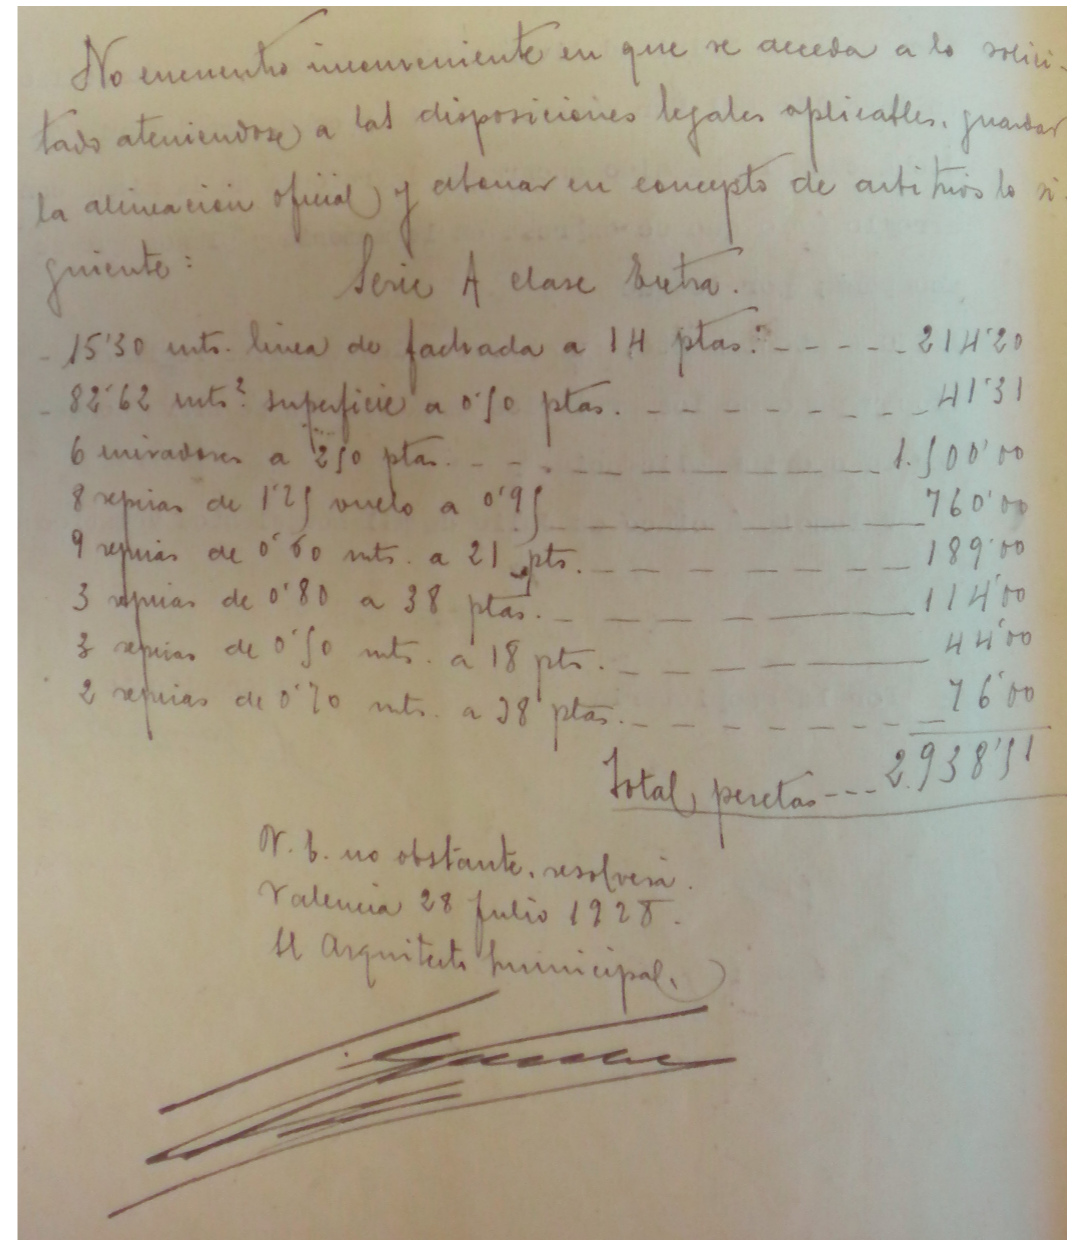 No encuentro inconveniente en que se acceda a lo solici-
tado ateniendose a las disposiciones legales aplicables, guardar
la alineación oficial y abonar en concepto de arbitrios lo si-
guiente:
Serie A clase Extra.
15'30 mts. linea de fachada a 14 ptas. ----- 214'20
82'62 mts² superficie a 0'50 ptas. ------ 41'31
6 miradores a 250 ptas. ------ 1.500'00
8 repisas de 1'25 vuelo a 0'95 ------ 760'00
9 repisas de 0'60 mts. a 21 pts. ------ 189'00
3 repisas de 0'80 a 38 ptas. ------ 114'00
3 repisas de 0'50 mts. a 18 pts. ------ 44'00
2 repisas de 0'70 mts. a 38 ptas. ------ 76'00
Total pesetas --- 2.938'51
V. E. no obstante, resolverá.
Valencia 28 Julio 1928.
El Arquitecto Municipal,